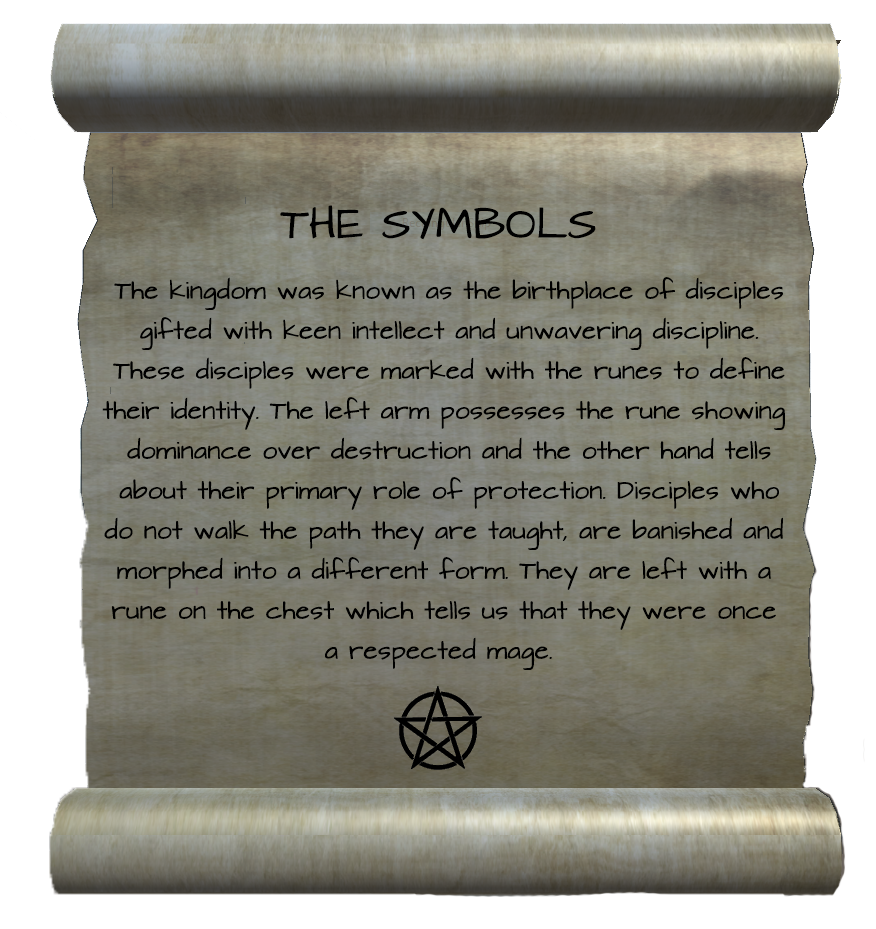 THE SYMBOLS
The kingdom was known as the birthplace of disciples
gifted with keen intellect and unwavering discipline.
These disciples were marked with the runes to define
their identity. The left arm possesses the rune showing
dominance over destruction and the other hand tells
about their primary role of protection. Disciples who
do not walk the path they are taught, are banished and
morphed into a different form. They are left with a
rune on the chest which tells us that they were once
a respected mage.